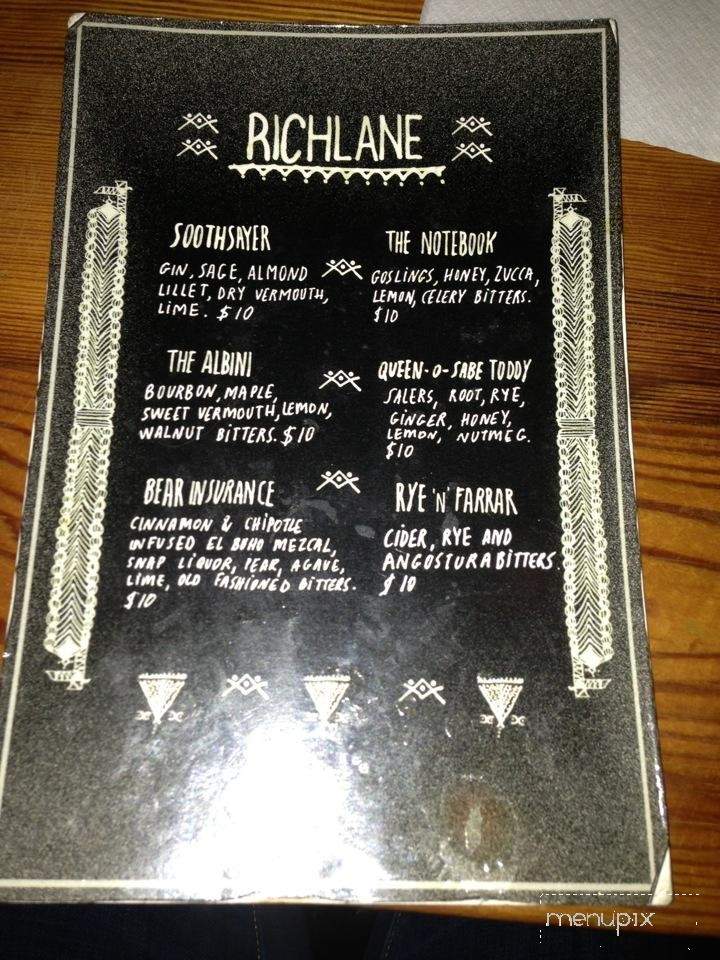 RICHLANE
SOOTHSAYER
GIN, SAGE, ALMOND
LILLET, DRY VERMOUTH,
LIME. $10
THE NOTEBOOK
GOSLINGS, HONEY, ZUCCA,
LEMON, CELERY BITTERS.
$10
THE ALBINI
BOURBON, MAPLE,
SWEET VERMOUTH, LEMON,
WALNUT BITTERS. $10
QUEEN-O-SABE TODDY
SALERS, ROOT, RYE,
GINGER, HONEY,
LEMON, NUTMEG.
$10
BEAR INSURANCE
CINNAMON & CHIPOTLE
INFUSED EL BUHO MEZCAL,
SNAP LIQUOR, PEAR, AGAVE,
LIME, OLD FASHIONED BITTERS.
$10
RYE 'N' FARRAR
CIDER, RYE AND
ANGOSTURA BITTERS.
$10
menupix